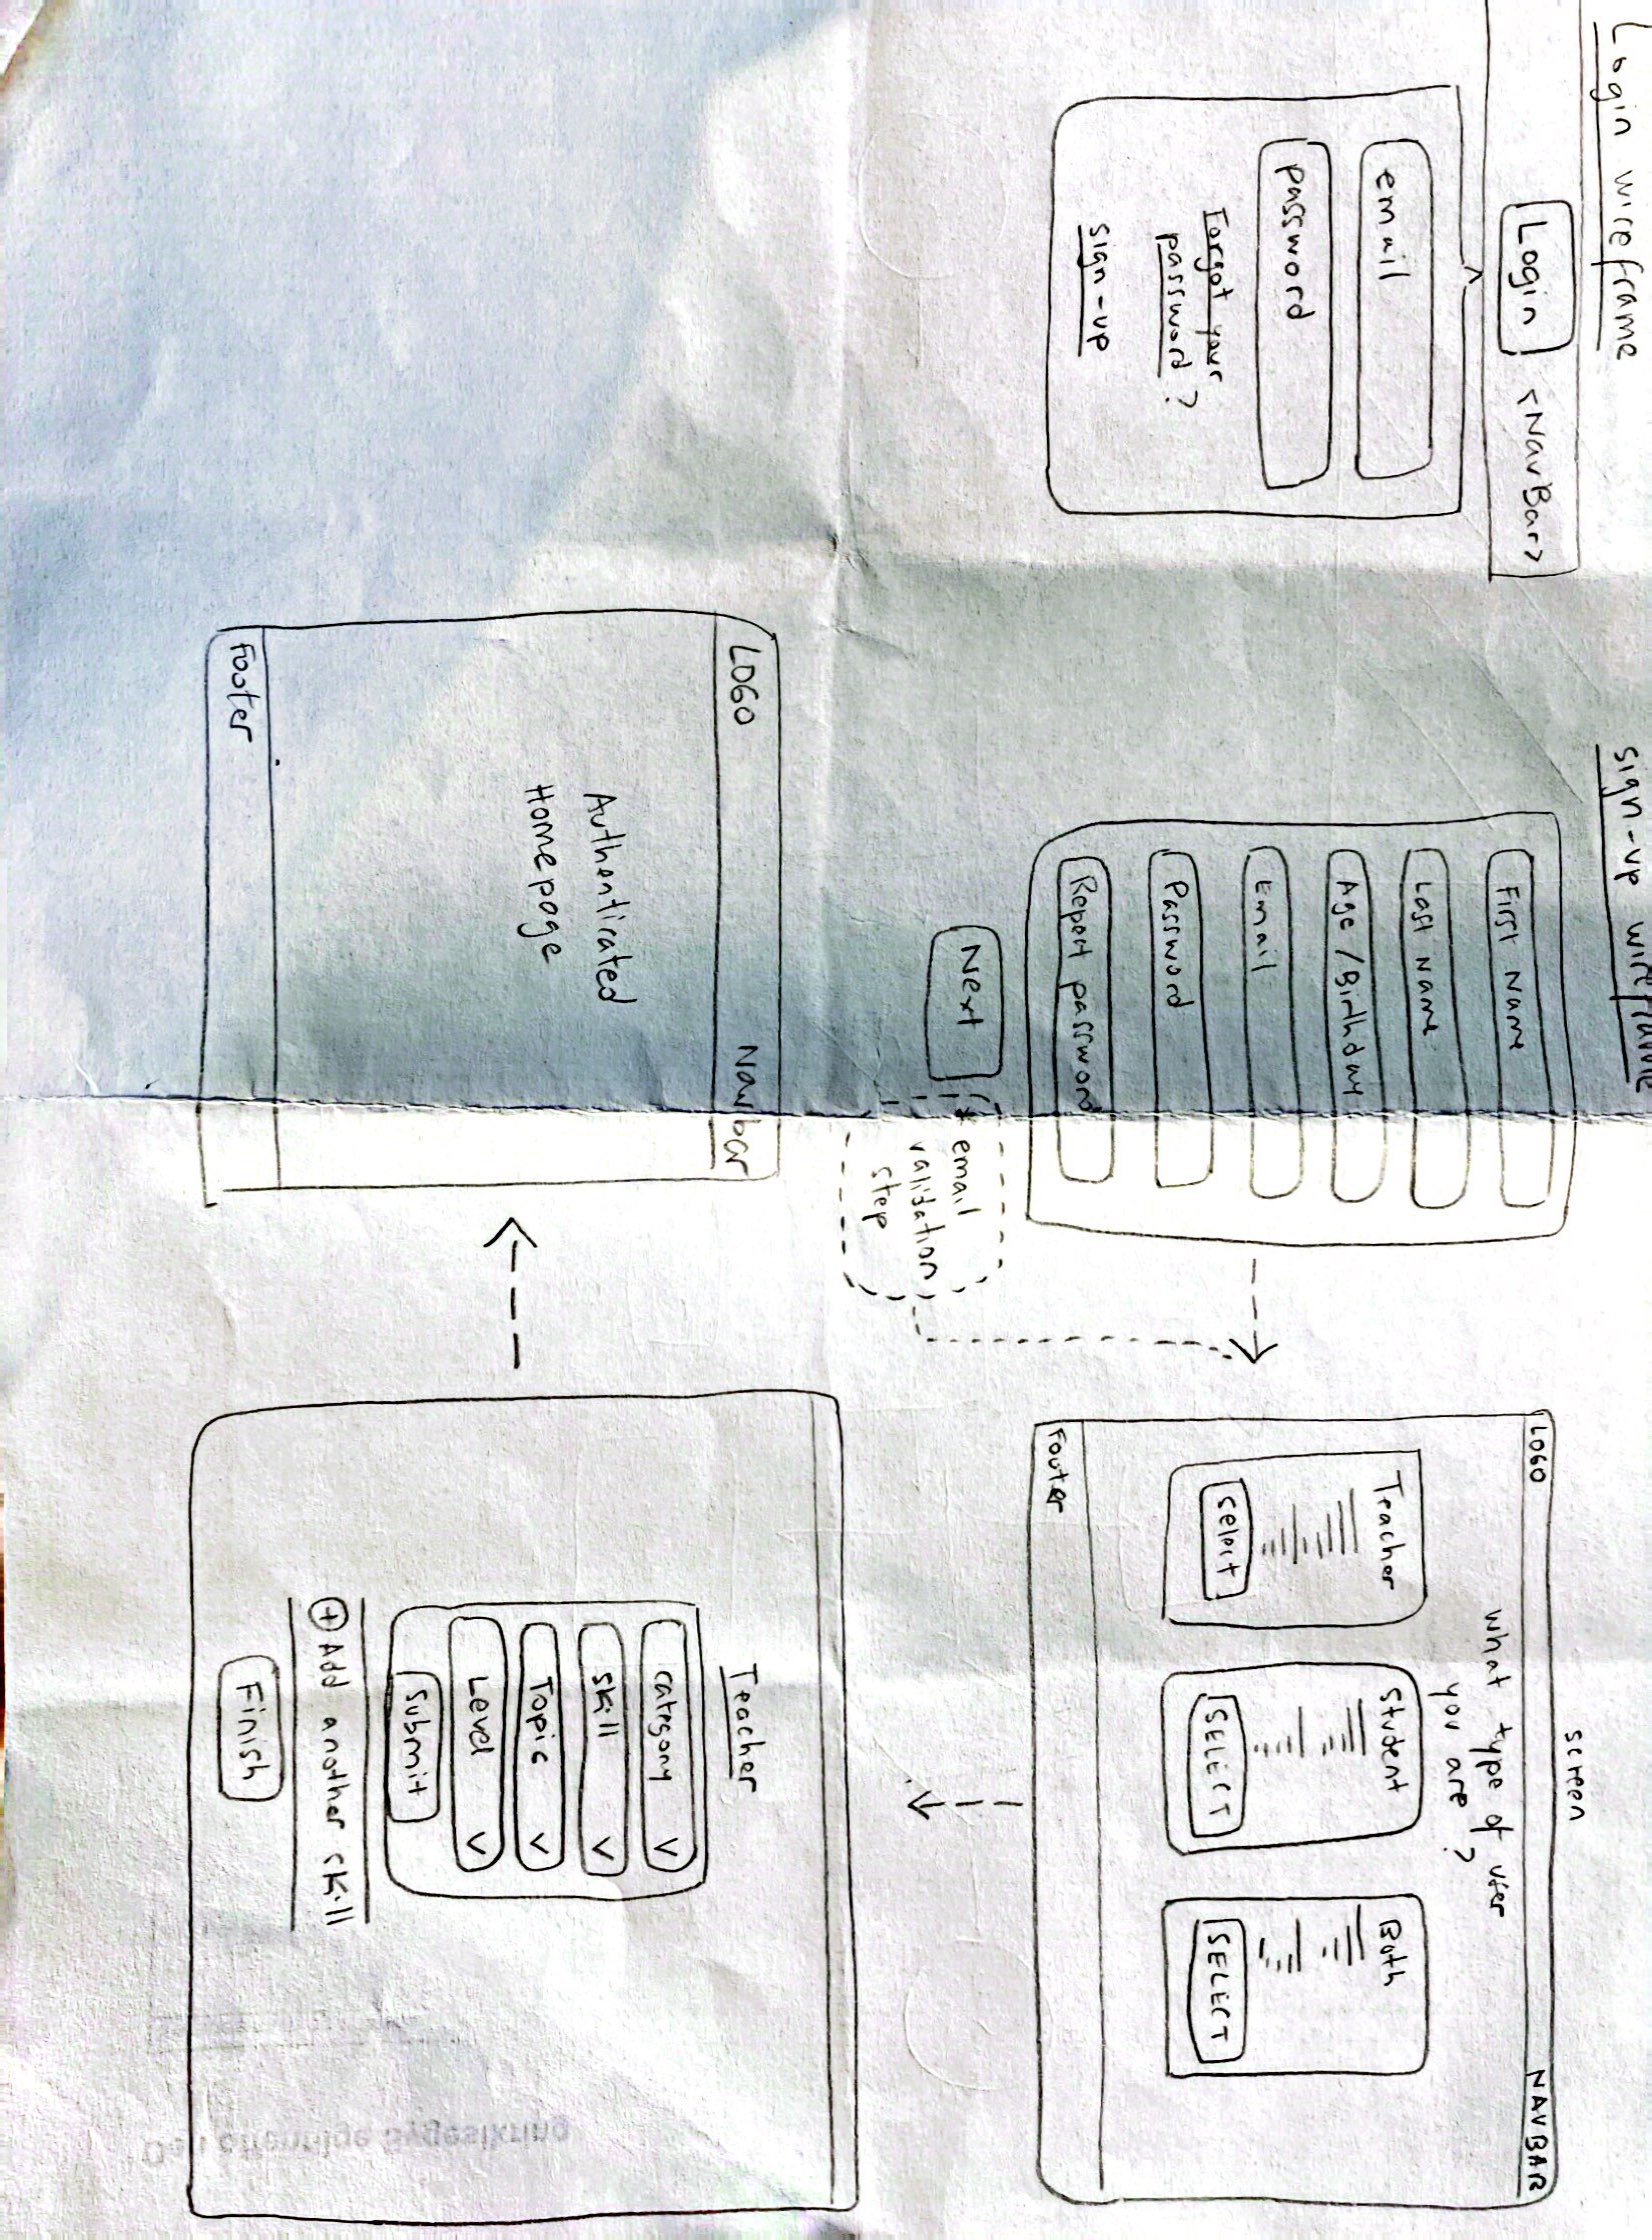 Login wireframe
Login <NavBar>
^
email
password
Forgot your
password?
sign-up
sign-up wireframe
First Name
Last Name
Age / Birthday
Email
Password
Repeat password
Next
* email
validation
step
screen
LOGO NAVBAR
what type of user
you are?
Teacher
select
Student
SELECT
Both
SELECT
Footer
Teacher
category v
skill v
Topic v
Level v
Submit
+ Add another skill
Finish
LOGO Navbar
Authenticated
Homepage
Footer
Den offentlige Sygesikring